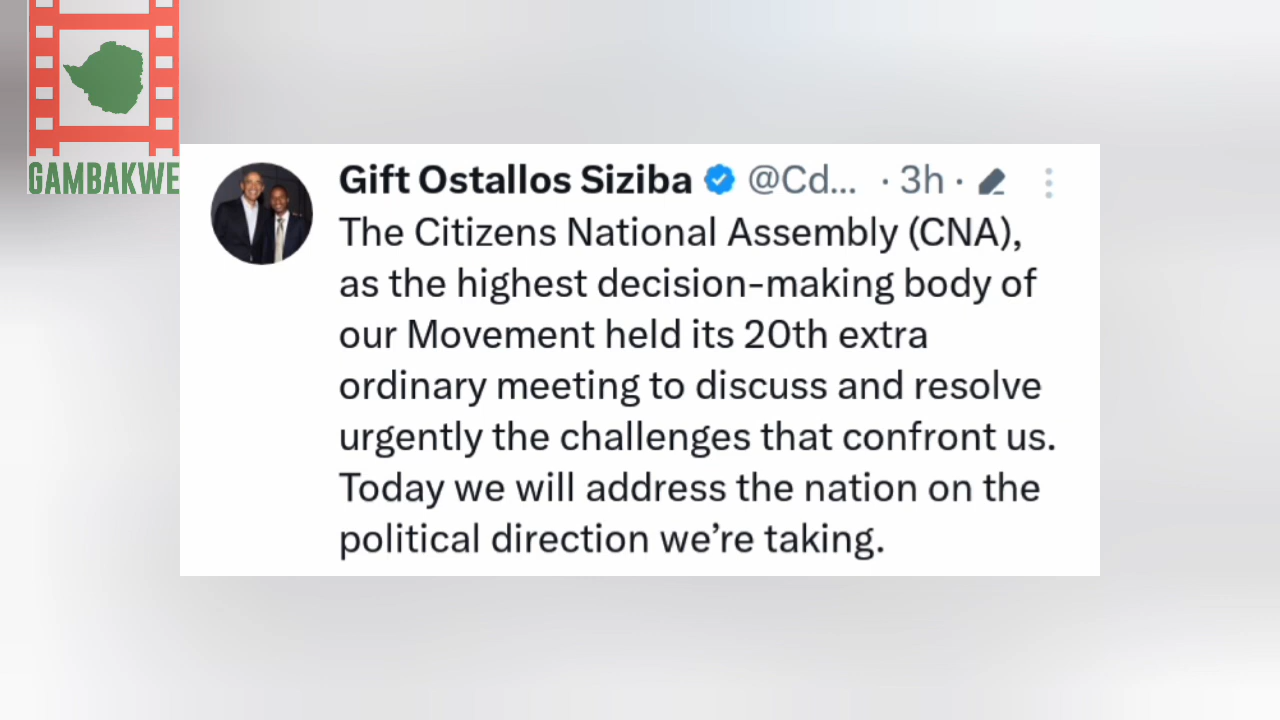 GAMBAKWE
Gift Ostallos Siziba @Cd... · 3h ·
The Citizens National Assembly (CNA),
as the highest decision-making body of
our Movement held its 20th extra
ordinary meeting to discuss and resolve
urgently the challenges that confront us.
Today we will address the nation on the
political direction we’re taking.